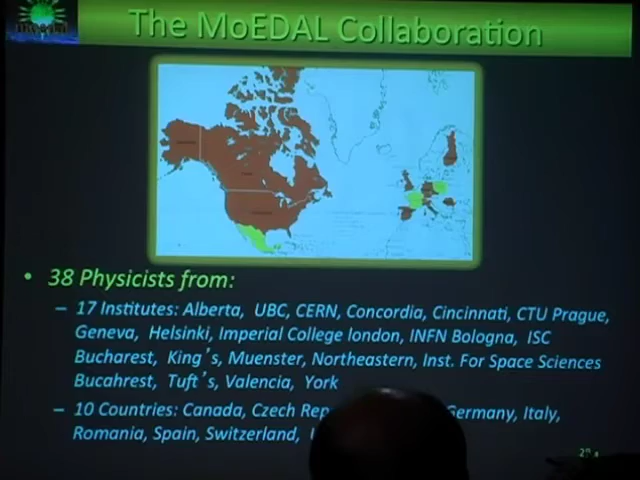 The MoEDAL Collaboration
• 38 Physicists from:
– 17 Institutes: Alberta, UBC, CERN, Concordia, Cincinnati, CTU Prague,
Geneva, Helsinki, Imperial College london, INFN Bologna, ISC
Bucharest, King's, Muenster, Northeastern, Inst. For Space Sciences
Bucahrest, Tuft's, Valencia, York
– 10 Countries: Canada, Czech Germany, Italy,
Romania, Spain, Switzerland,